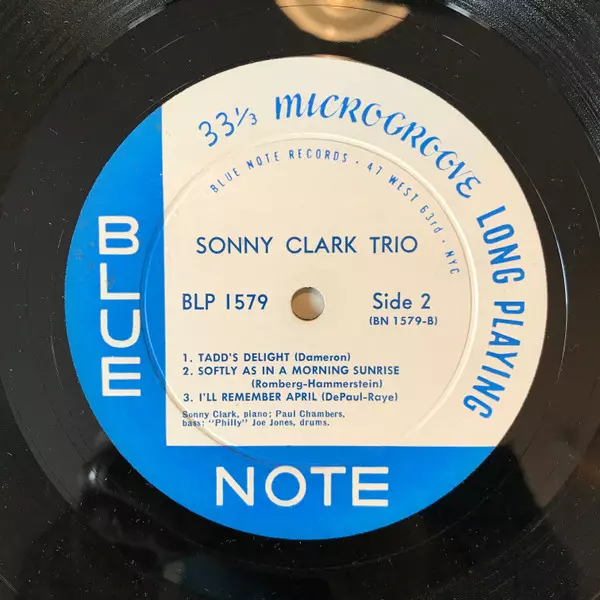 33⅓ MICROGROOVE LONG PLAYING
BLUE NOTE RECORDS · 47 WEST 63rd · NYC
SONNY CLARK TRIO
BLP 1579
Side 2
(BN 1579-B)
1. TADD'S DELIGHT (Dameron)
2. SOFTLY AS IN A MORNING SUNRISE
(Romberg-Hammerstein)
3. I'LL REMEMBER APRIL (DePaul-Raye)
Sonny Clark, piano; Paul Chambers,
bass; "Philly" Joe Jones, drums.
BLUE
NOTE